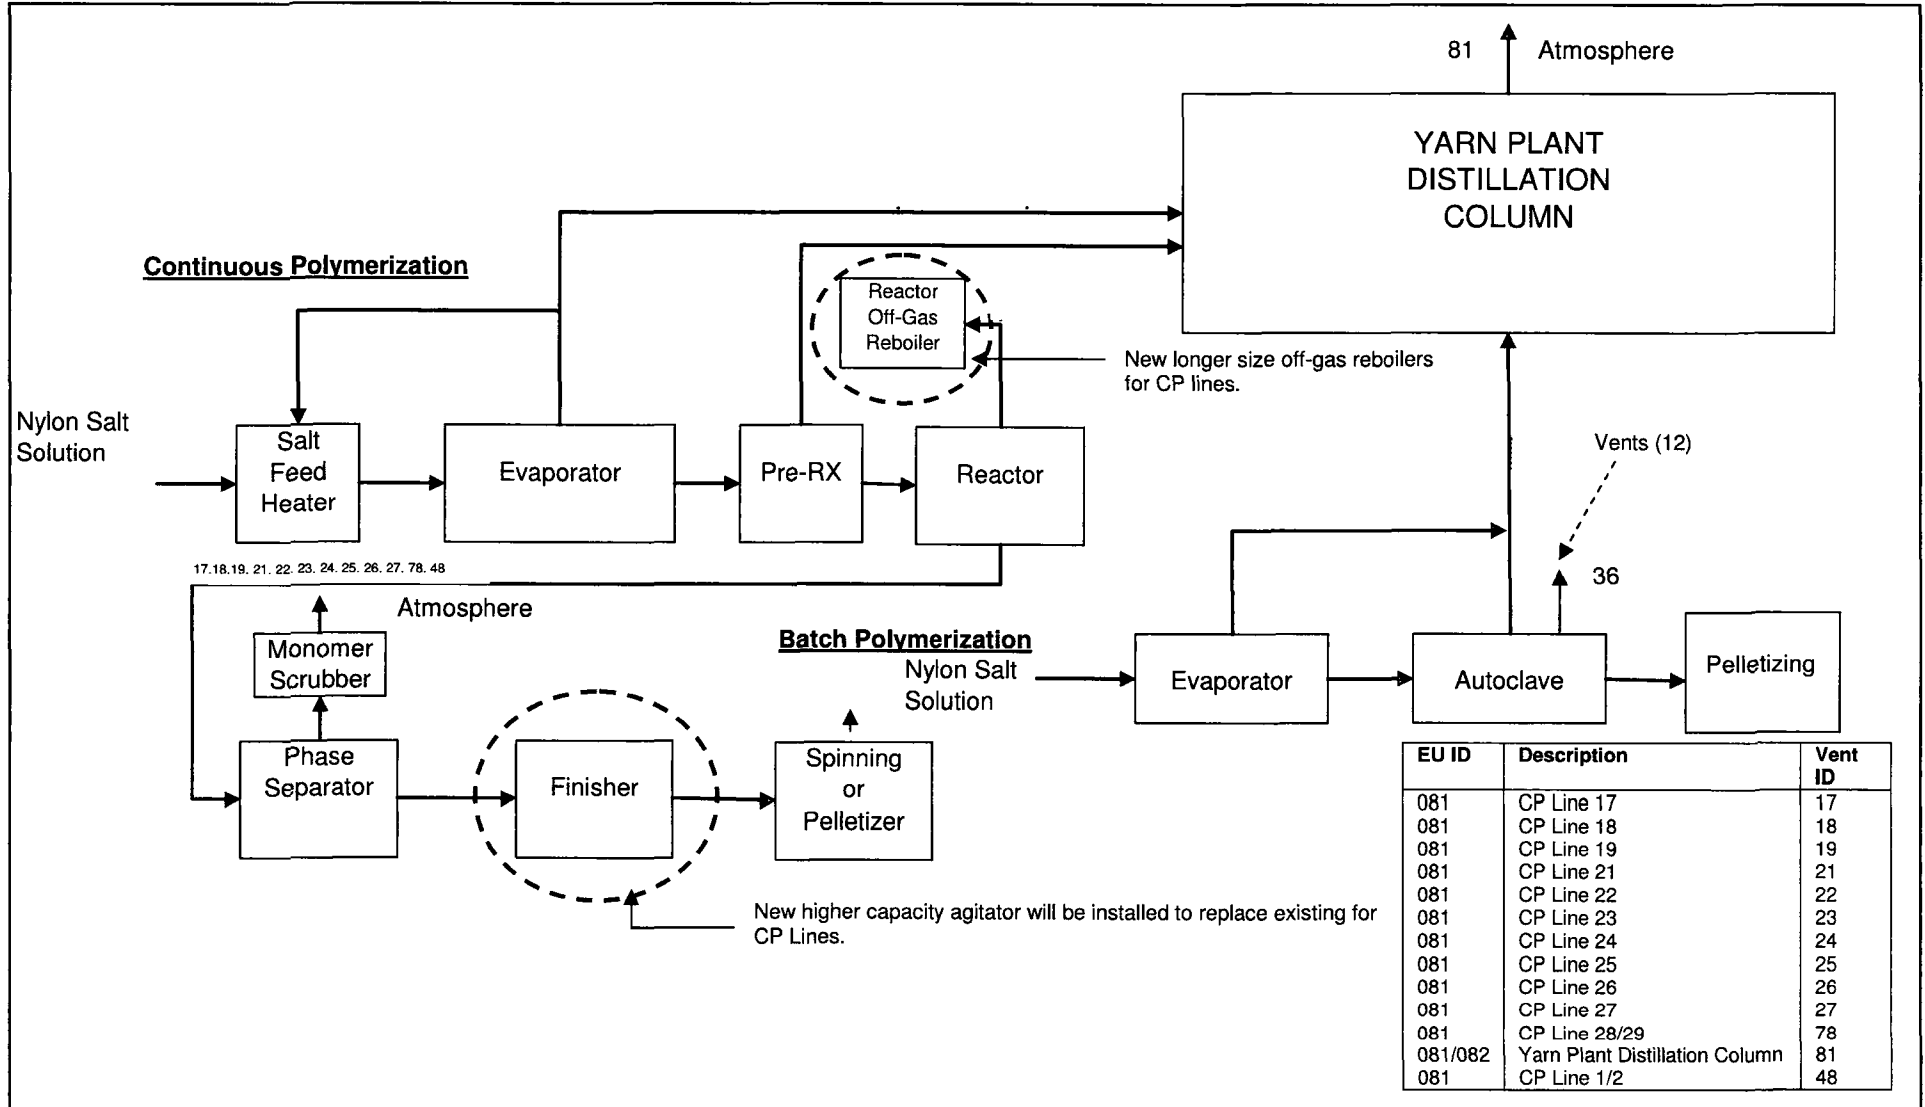 81 Atmosphere
YARN PLANT
DISTILLATION
COLUMN
Continuous Polymerization
Reactor
Off-Gas
Reboiler
New longer size off-gas reboilers
for CP lines.
Nylon Salt
Solution
Salt
Feed
Heater
Evaporator
Pre-RX
Reactor
Vents (12)
36
17.18.19. 21. 22. 23. 24. 25. 26. 27. 78. 48
Atmosphere
Monomer
Scrubber
Batch Polymerization
Nylon Salt
Solution
Evaporator
Autoclave
Pelletizing
Phase
Separator
Finisher
Spinning
or
Pelletizer
New higher capacity agitator will be installed to replace existing for
CP Lines.
EU ID Description Vent
ID
081 CP Line 17 17
081 CP Line 18 18
081 CP Line 19 19
081 CP Line 21 21
081 CP Line 22 22
081 CP Line 23 23
081 CP Line 24 24
081 CP Line 25 25
081 CP Line 26 26
081 CP Line 27 27
081 CP Line 28/29 78
081/082 Yarn Plant Distillation Column 81
081 CP Line 1/2 48